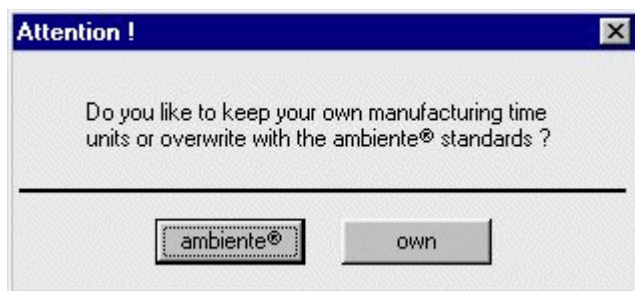 Attention !
Do you like to keep your own manufacturing time
units or overwrite with the ambiente® standards ?
ambiente®
own